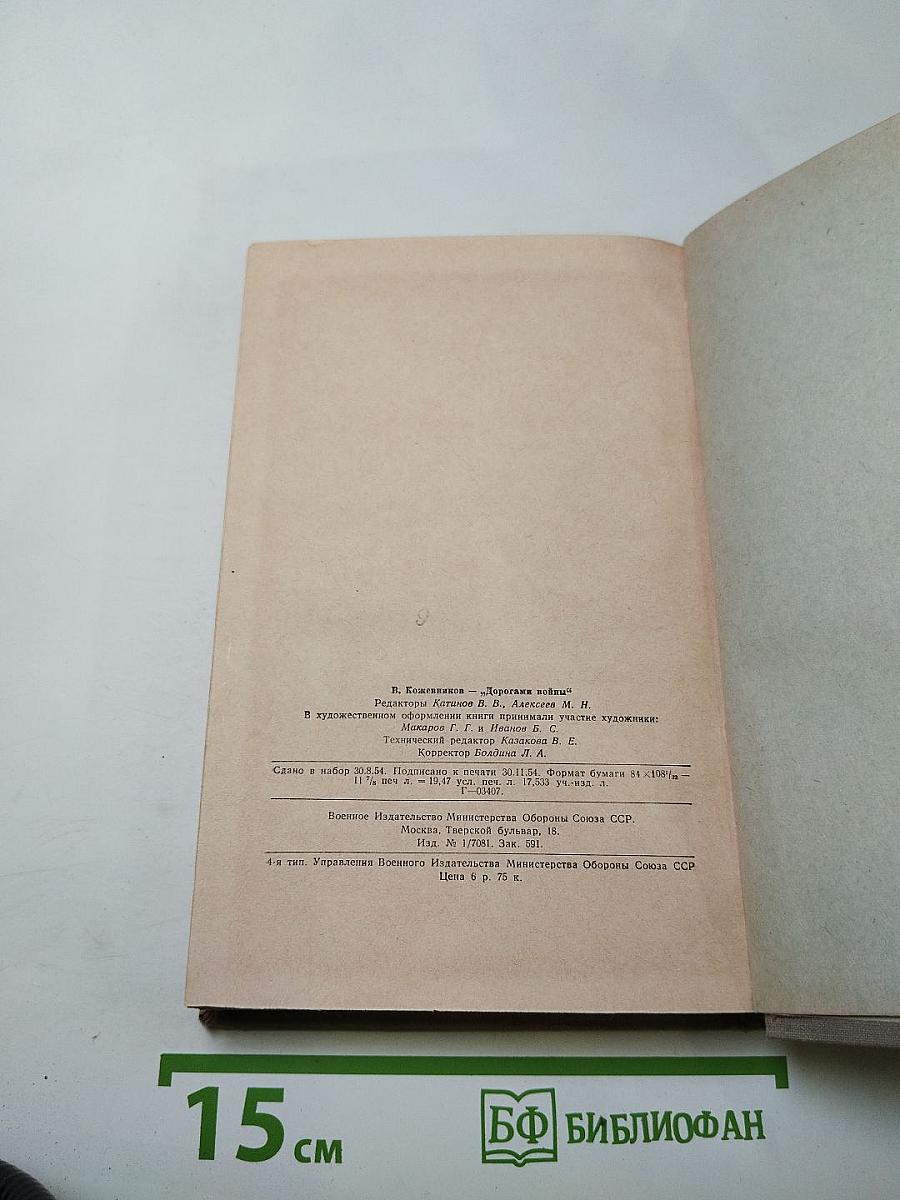 9
В. Кожевников — „Дорогами войны“
Редакторы Катинов В. В., Алексеев М. Н.
В художественном оформлении книги принимали участие художники:
Макаров Г. Г. и Иванов Б. С.
Технический редактор Казакова В. Е.
Корректор Болдина Л. А.
Сдано в набор 30.8.54. Подписано к печати 30.11.54. Формат бумаги 84 × 108¹/₃₂ —
11 ⁷/₈ печ л. = 19,47 усл. печ. л. 17,533 уч.-изд. л.
Г—03407.
Военное Издательство Министерства Обороны Союза ССР.
Москва, Тверской бульвар, 18.
Изд. № 1/7081. Зак. 591.
4-я тип. Управления Военного Издательства Министерства Обороны Союза ССР
Цена 6 р. 75 к.
15 см
БФ БИБЛИОФАН